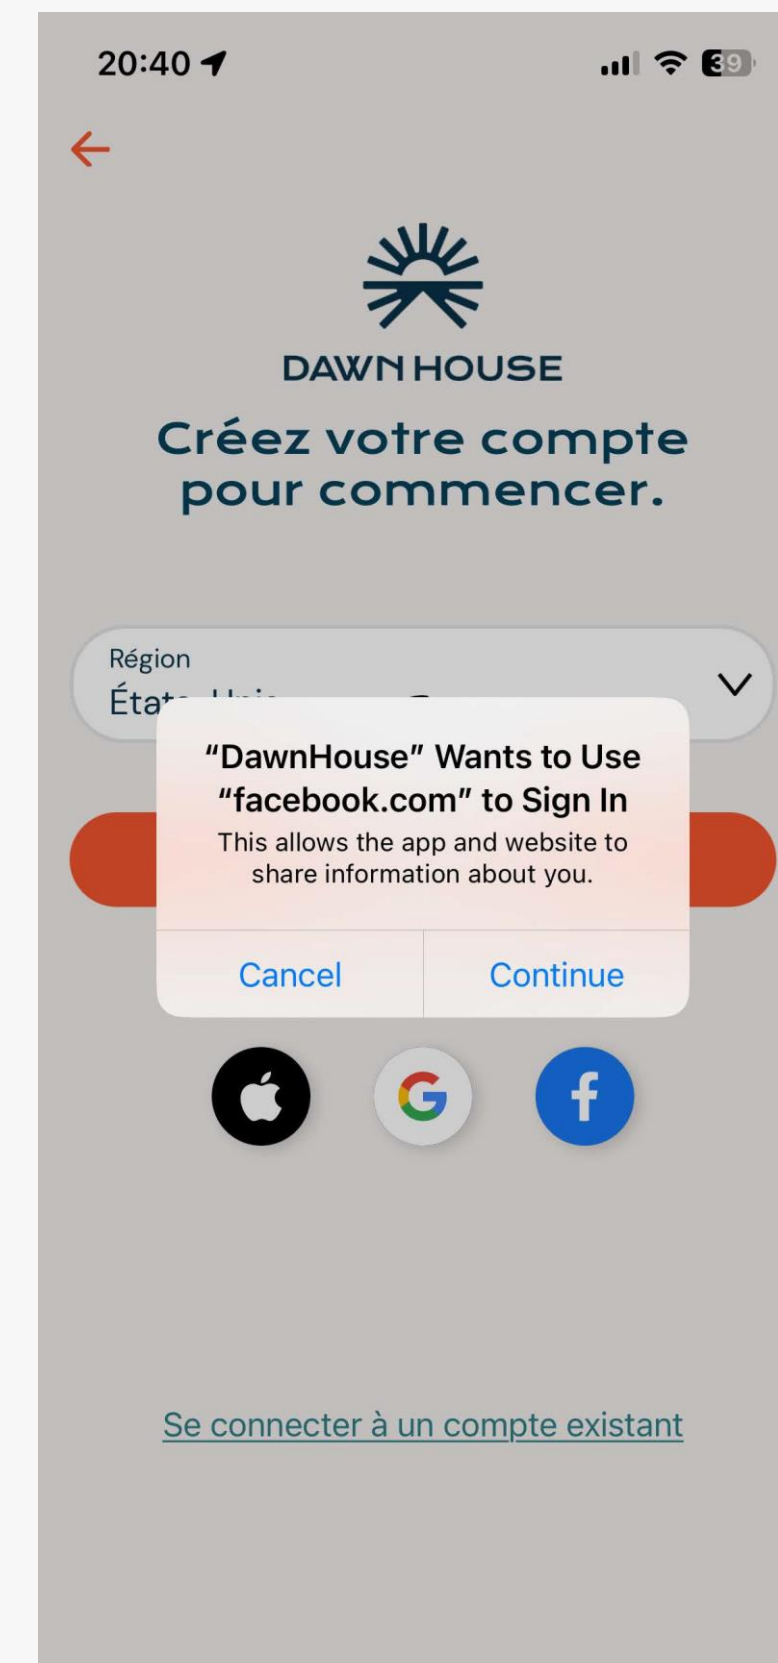 20:40
39
DAWN HOUSE
Créez votre compte
pour commencer.
Région
“DawnHouse” Wants to Use
“facebook.com” to Sign In
This allows the app and website to
share information about you.
Cancel
Continue
Se connecter à un compte existant